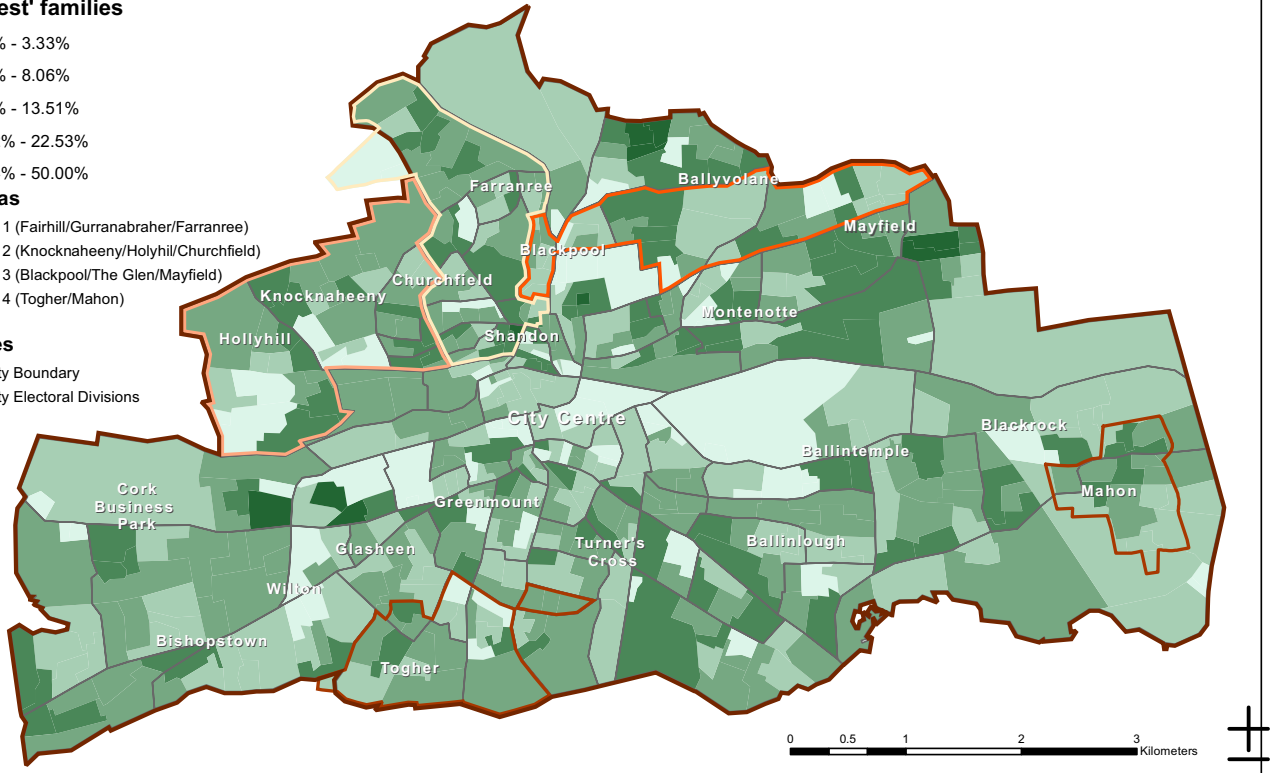 est' families
% - 3.33%
% - 8.06%
% - 13.51%
% - 22.53%
% - 50.00%
as
1 (Fairhill/Gurranabraher/Farranree)
2 (Knocknaheeny/Holyhil/Churchfield)
3 (Blackpool/The Glen/Mayfield)
4 (Togher/Mahon)
es
ty Boundary
ty Electoral Divisions
Farranree
Ballyvolane
Mayfield
Blackpool
Churchfield
Knocknaheeny
Montenotte
Hollyhill
Shandon
City Centre
Blackrock
Ballintemple
Cork
Business
Park
Greenmount
Mahon
Glasheen
Turner's
Cross
Ballinlough
Wilton
Bishopstown
Togher
0 0.5 1 2 3
Kilometers